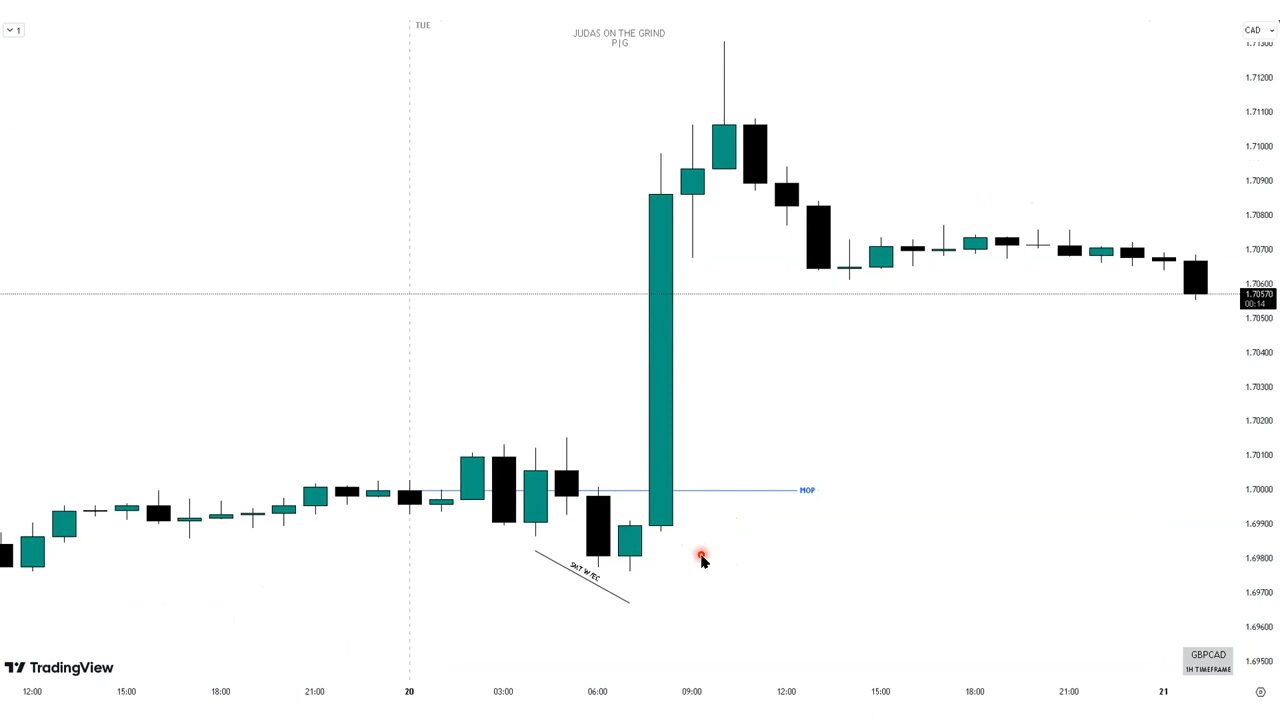 1
TUE
JUDAS ON THE GRIND
P|G
CAD
1.71300
1.71200
1.71100
1.71000
1.70900
1.70800
1.70700
1.70600
1.70570
00:14
1.70500
1.70400
1.70300
1.70200
1.70100
1.70000
MOP
1.69900
1.69800
SMT W/EC
1.69700
1.69600
1.69500
GBPCAD
1H TIMEFRAME
TradingView
12:00 15:00 18:00 21:00 20 03:00 06:00 09:00 12:00 15:00 18:00 21:00 21